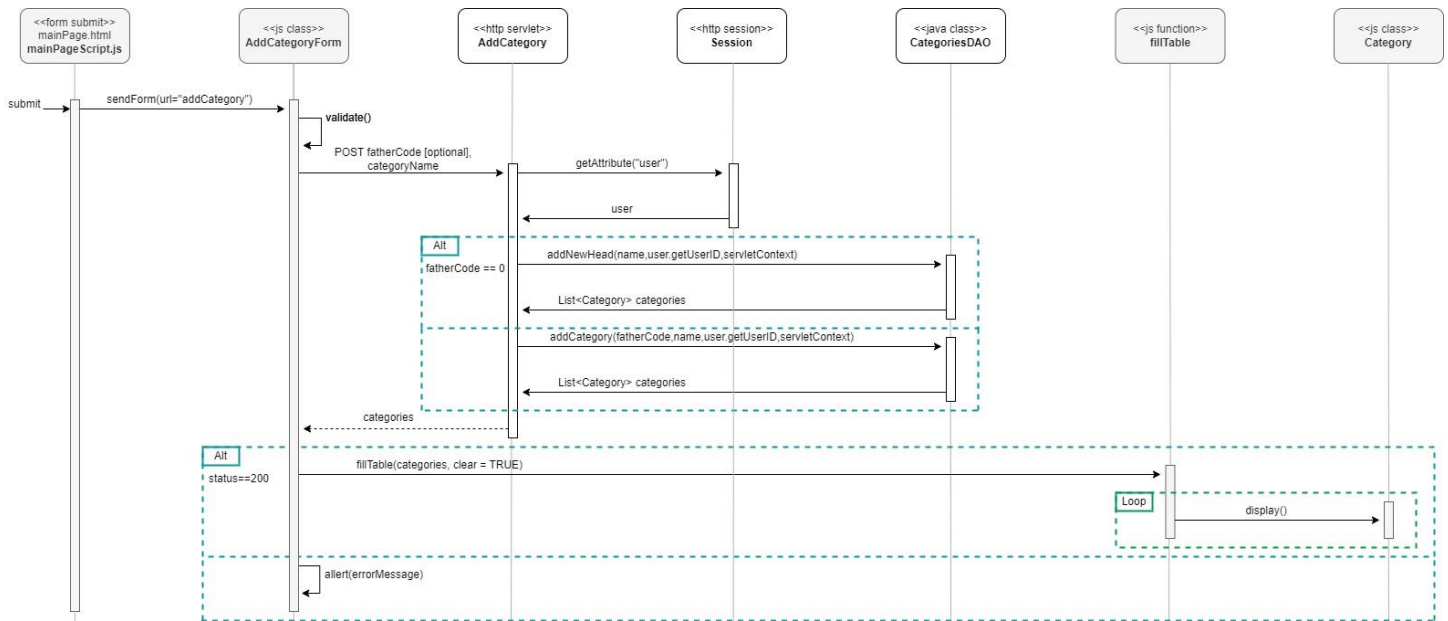 <<form submit>>
mainPage.html
mainPageScript.js
<<js class>>
AddCategoryForm
<<http servlet>>
AddCategory
<<http session>>
Session
<<java class>>
CategoriesDAO
<<js function>>
fillTable
<<js class>>
Category
submit
sendForm(url="addCategory")
validate()
POST fatherCode [optional],
categoryName
getAttribute("user")
user
Alt
fatherCode == 0
addNewHead(name,user.getUserID,servletContext)
List<Category> categories
addCategory(fatherCode,name,user.getUserID,servletContext)
List<Category> categories
categories
Alt
status==200
fillTable(categories, clear = TRUE)
Loop
display()
allert(errorMessage)